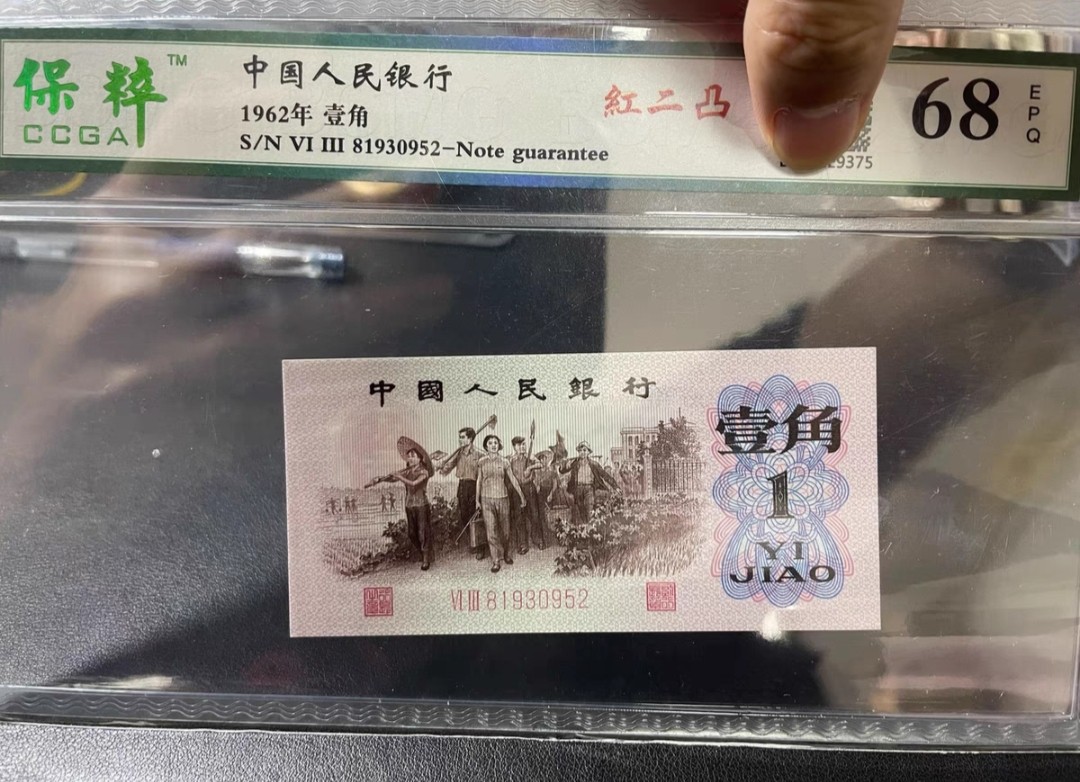 保粹™
CCGA
中国人民银行
1962年 壹角
S/N VI III 81930952-Note guarantee
紅二凸
9375
68
EPQ
中國人民銀行
壹角
1
YI
JIAO
VI III 81930952